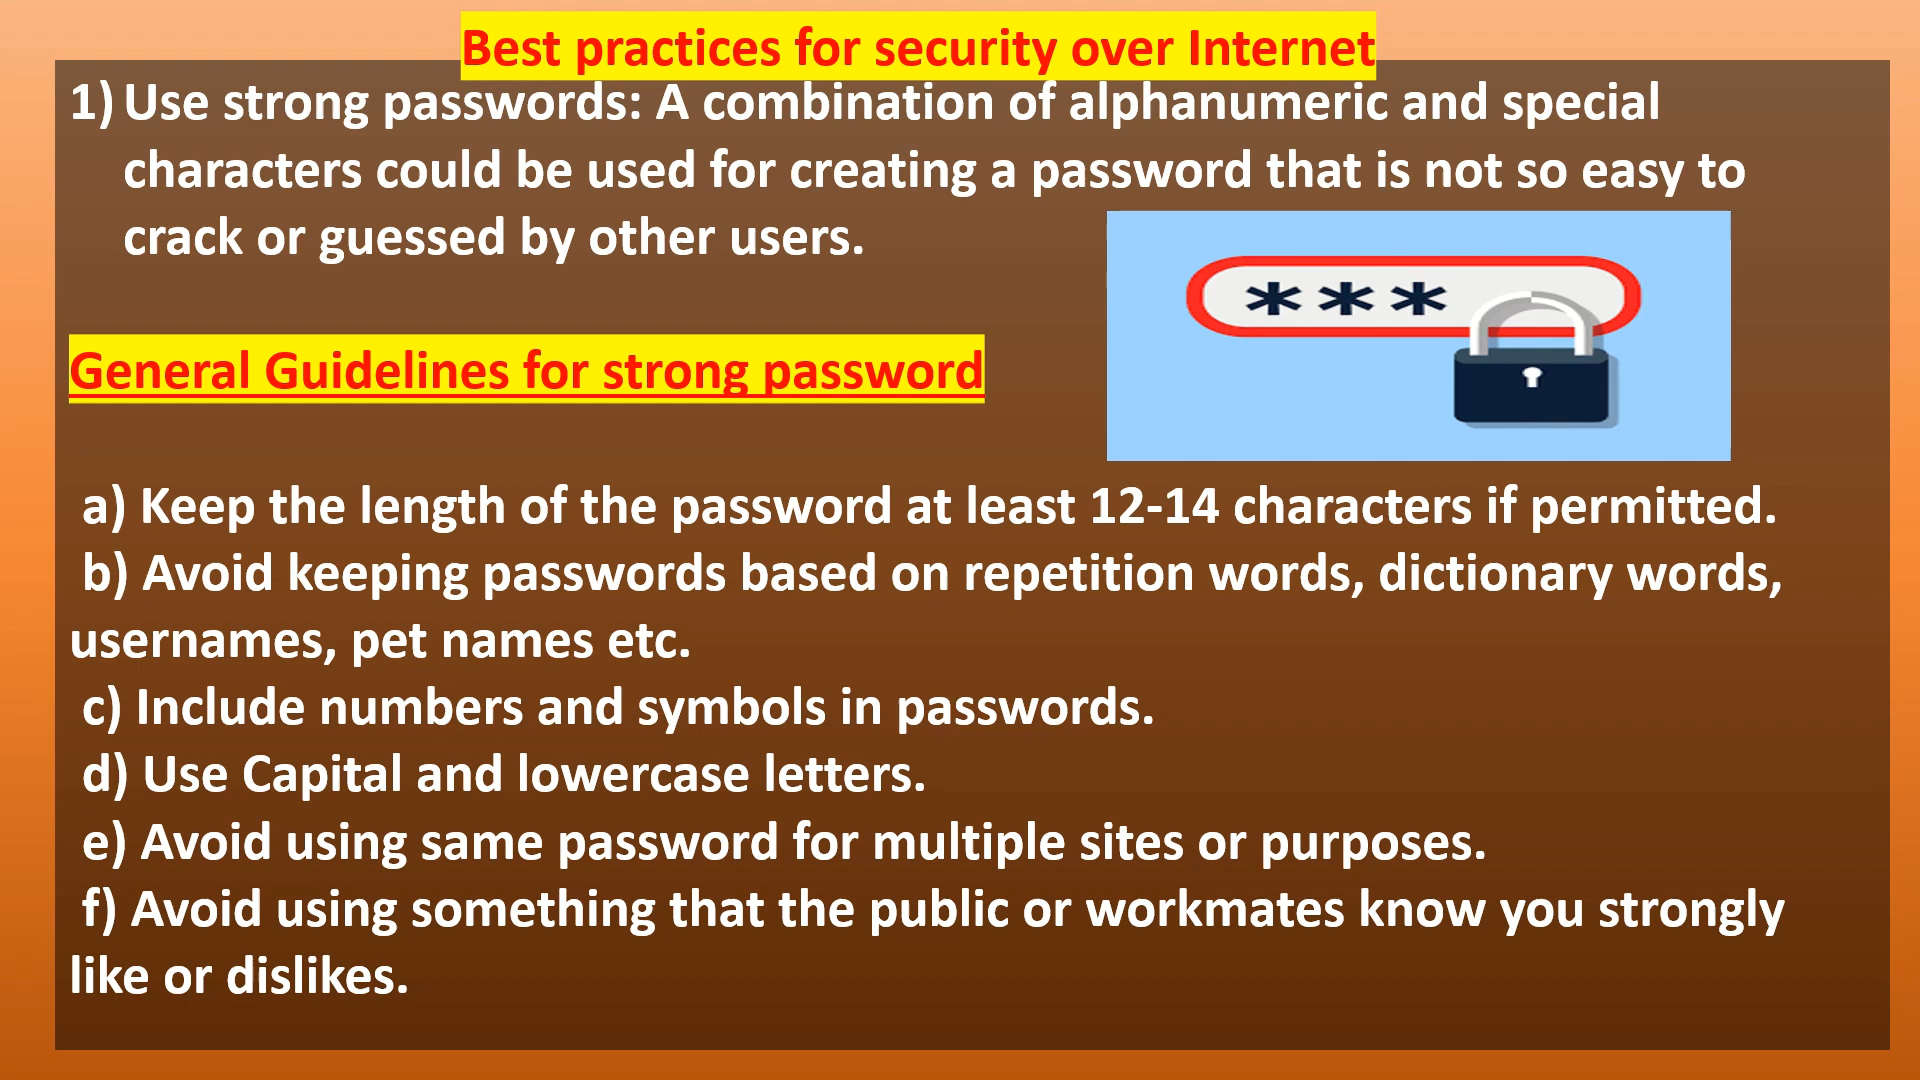 Best practices for security over Internet
1) Use strong passwords: A combination of alphanumeric and special
characters could be used for creating a password that is not so easy to
crack or guessed by other users.
***
General Guidelines for strong password
a) Keep the length of the password at least 12-14 characters if permitted.
b) Avoid keeping passwords based on repetition words, dictionary words,
usernames, pet names etc.
c) Include numbers and symbols in passwords.
d) Use Capital and lowercase letters.
e) Avoid using same password for multiple sites or purposes.
f) Avoid using something that the public or workmates know you strongly
like or dislikes.